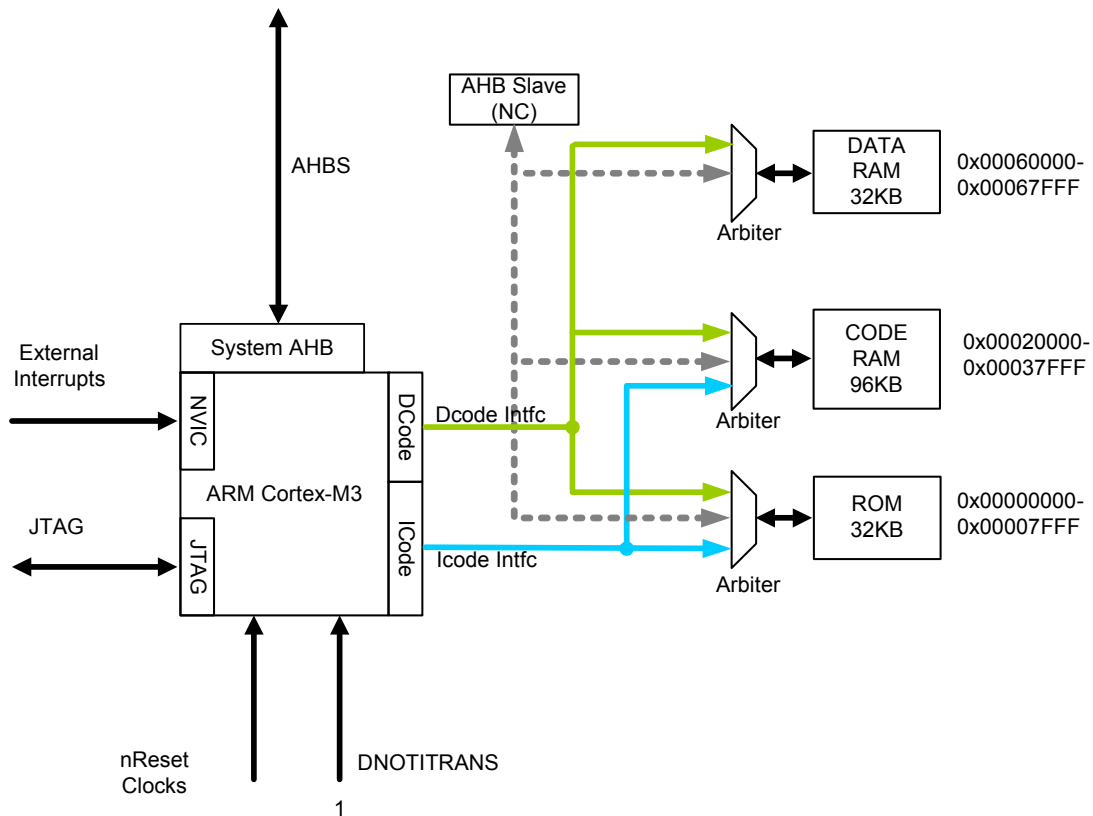 AHB Slave
(NC)
AHBS
DATA
RAM
32KB
0x00060000-
0x00067FFF
Arbiter
System AHB
External
Interrupts
NVIC
DCode
Dcode Intfc
CODE
RAM
96KB
0x00020000-
0x00037FFF
Arbiter
ARM Cortex-M3
JTAG
JTAG
ICode
Icode Intfc
ROM
32KB
0x00000000-
0x00007FFF
Arbiter
nReset
Clocks
DNOTITRANS
1